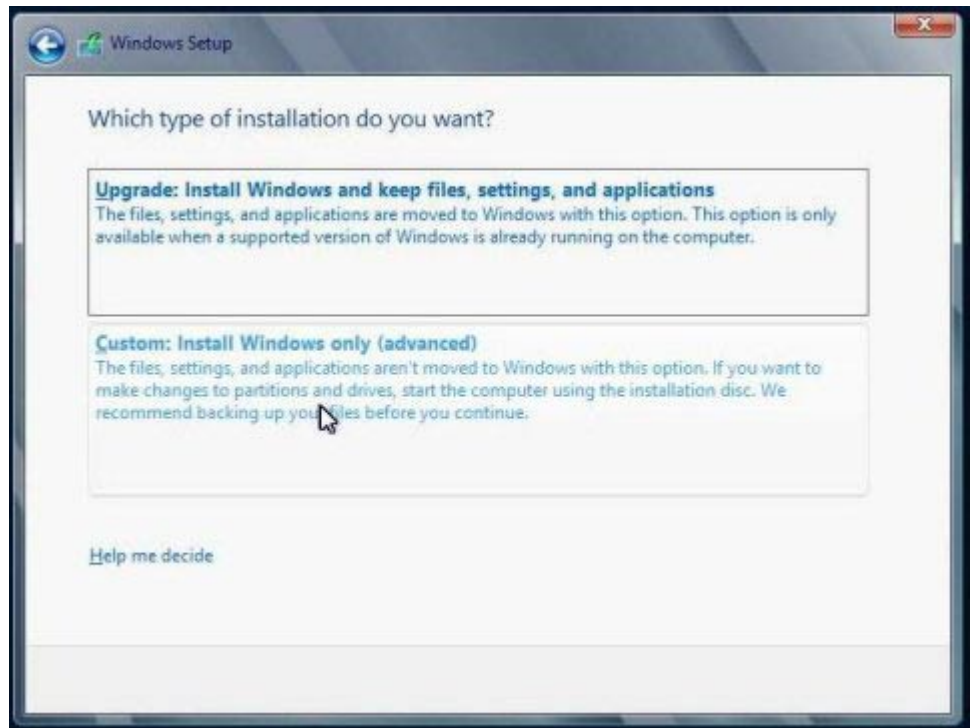 Windows Setup
Which type of installation do you want?
Upgrade: Install Windows and keep files, settings, and applications
The files, settings, and applications are moved to Windows with this option. This option is only
available when a supported version of Windows is already running on the computer.
Custom: Install Windows only (advanced)
The files, settings, and applications aren't moved to Windows with this option. If you want to
make changes to partitions and drives, start the computer using the installation disc. We
recommend backing up your files before you continue.
Help me decide